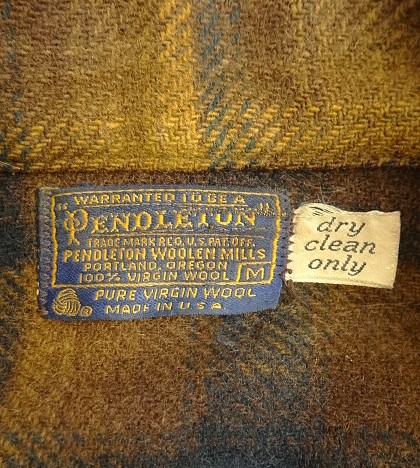 "WARRANTED TO BE A
PENDLETON"
TRADE MARK REG. U.S. PAT. OFF.
PENDLETON WOOLEN MILLS
PORTLAND, OREGON
100% VIRGIN WOOL M
PURE VIRGIN WOOL
MADE IN U.S.A.
dry
clean
only